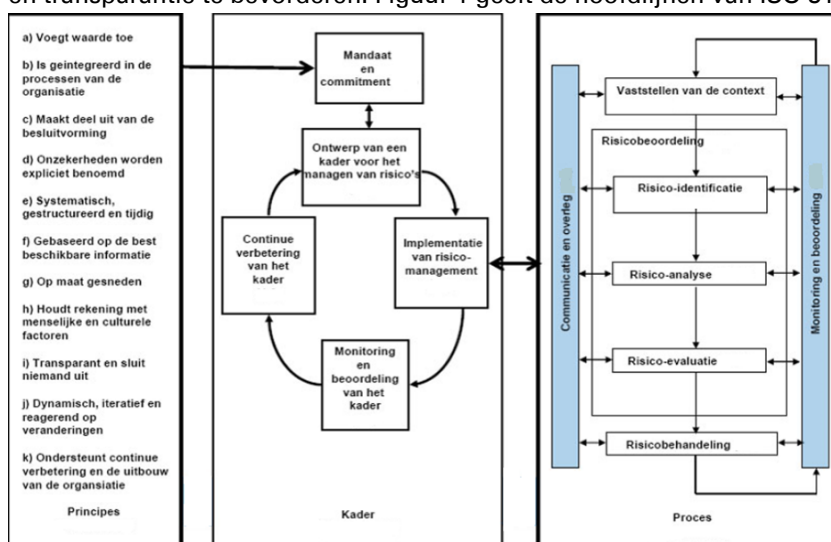 en transparantie te bevorderen. Figuur 1 geeft de hoofdlijnen van ISO
a) Voegt waarde toe
b) Is geintegreerd in de
processen van de
organisatie
c) Maakt deel uit van de
besluitvorming
d) Onzekerheden worden
expliciet benoemd
e) Systematisch,
gestructureerd en tijdig
f) Gebaseerd op de best
beschikbare informatie
g) Op maat gesneden
h) Houdt rekening met
menselijke en culturele
factoren
i) Transparant en sluit
niemand uit
j) Dynamisch, iteratief en
reagerend op
veranderingen
k) Ondersteunt continue
verbetering en de uitbouw
van de organsiatie
Principes
Mandaat
en
commitment
Ontwerp van een
kader voor het
managen van risico's
Continue
verbetering
van het
kader
Implementatie
van risico-
management
Monitoring
en
beoordeling
van het
kader
Kader
Communicatie en overleg
Vaststellen van de context
Risicobeoordeling
Risico-identificatie
Risico-analyse
Risico-evaluatie
Risicobehandeling
Monitoring en beoordeling
Proces